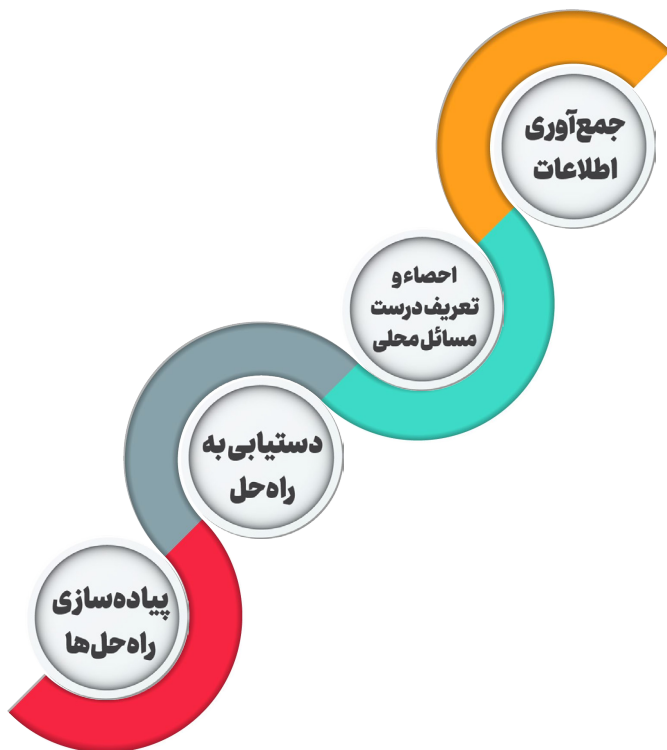 جمع‌آوری
اطلاعات
احصاء و
تعریف درست
مسائل محلی
دستیابی به
راه‌حل
پیاده‌سازی
راه‌حل‌ها